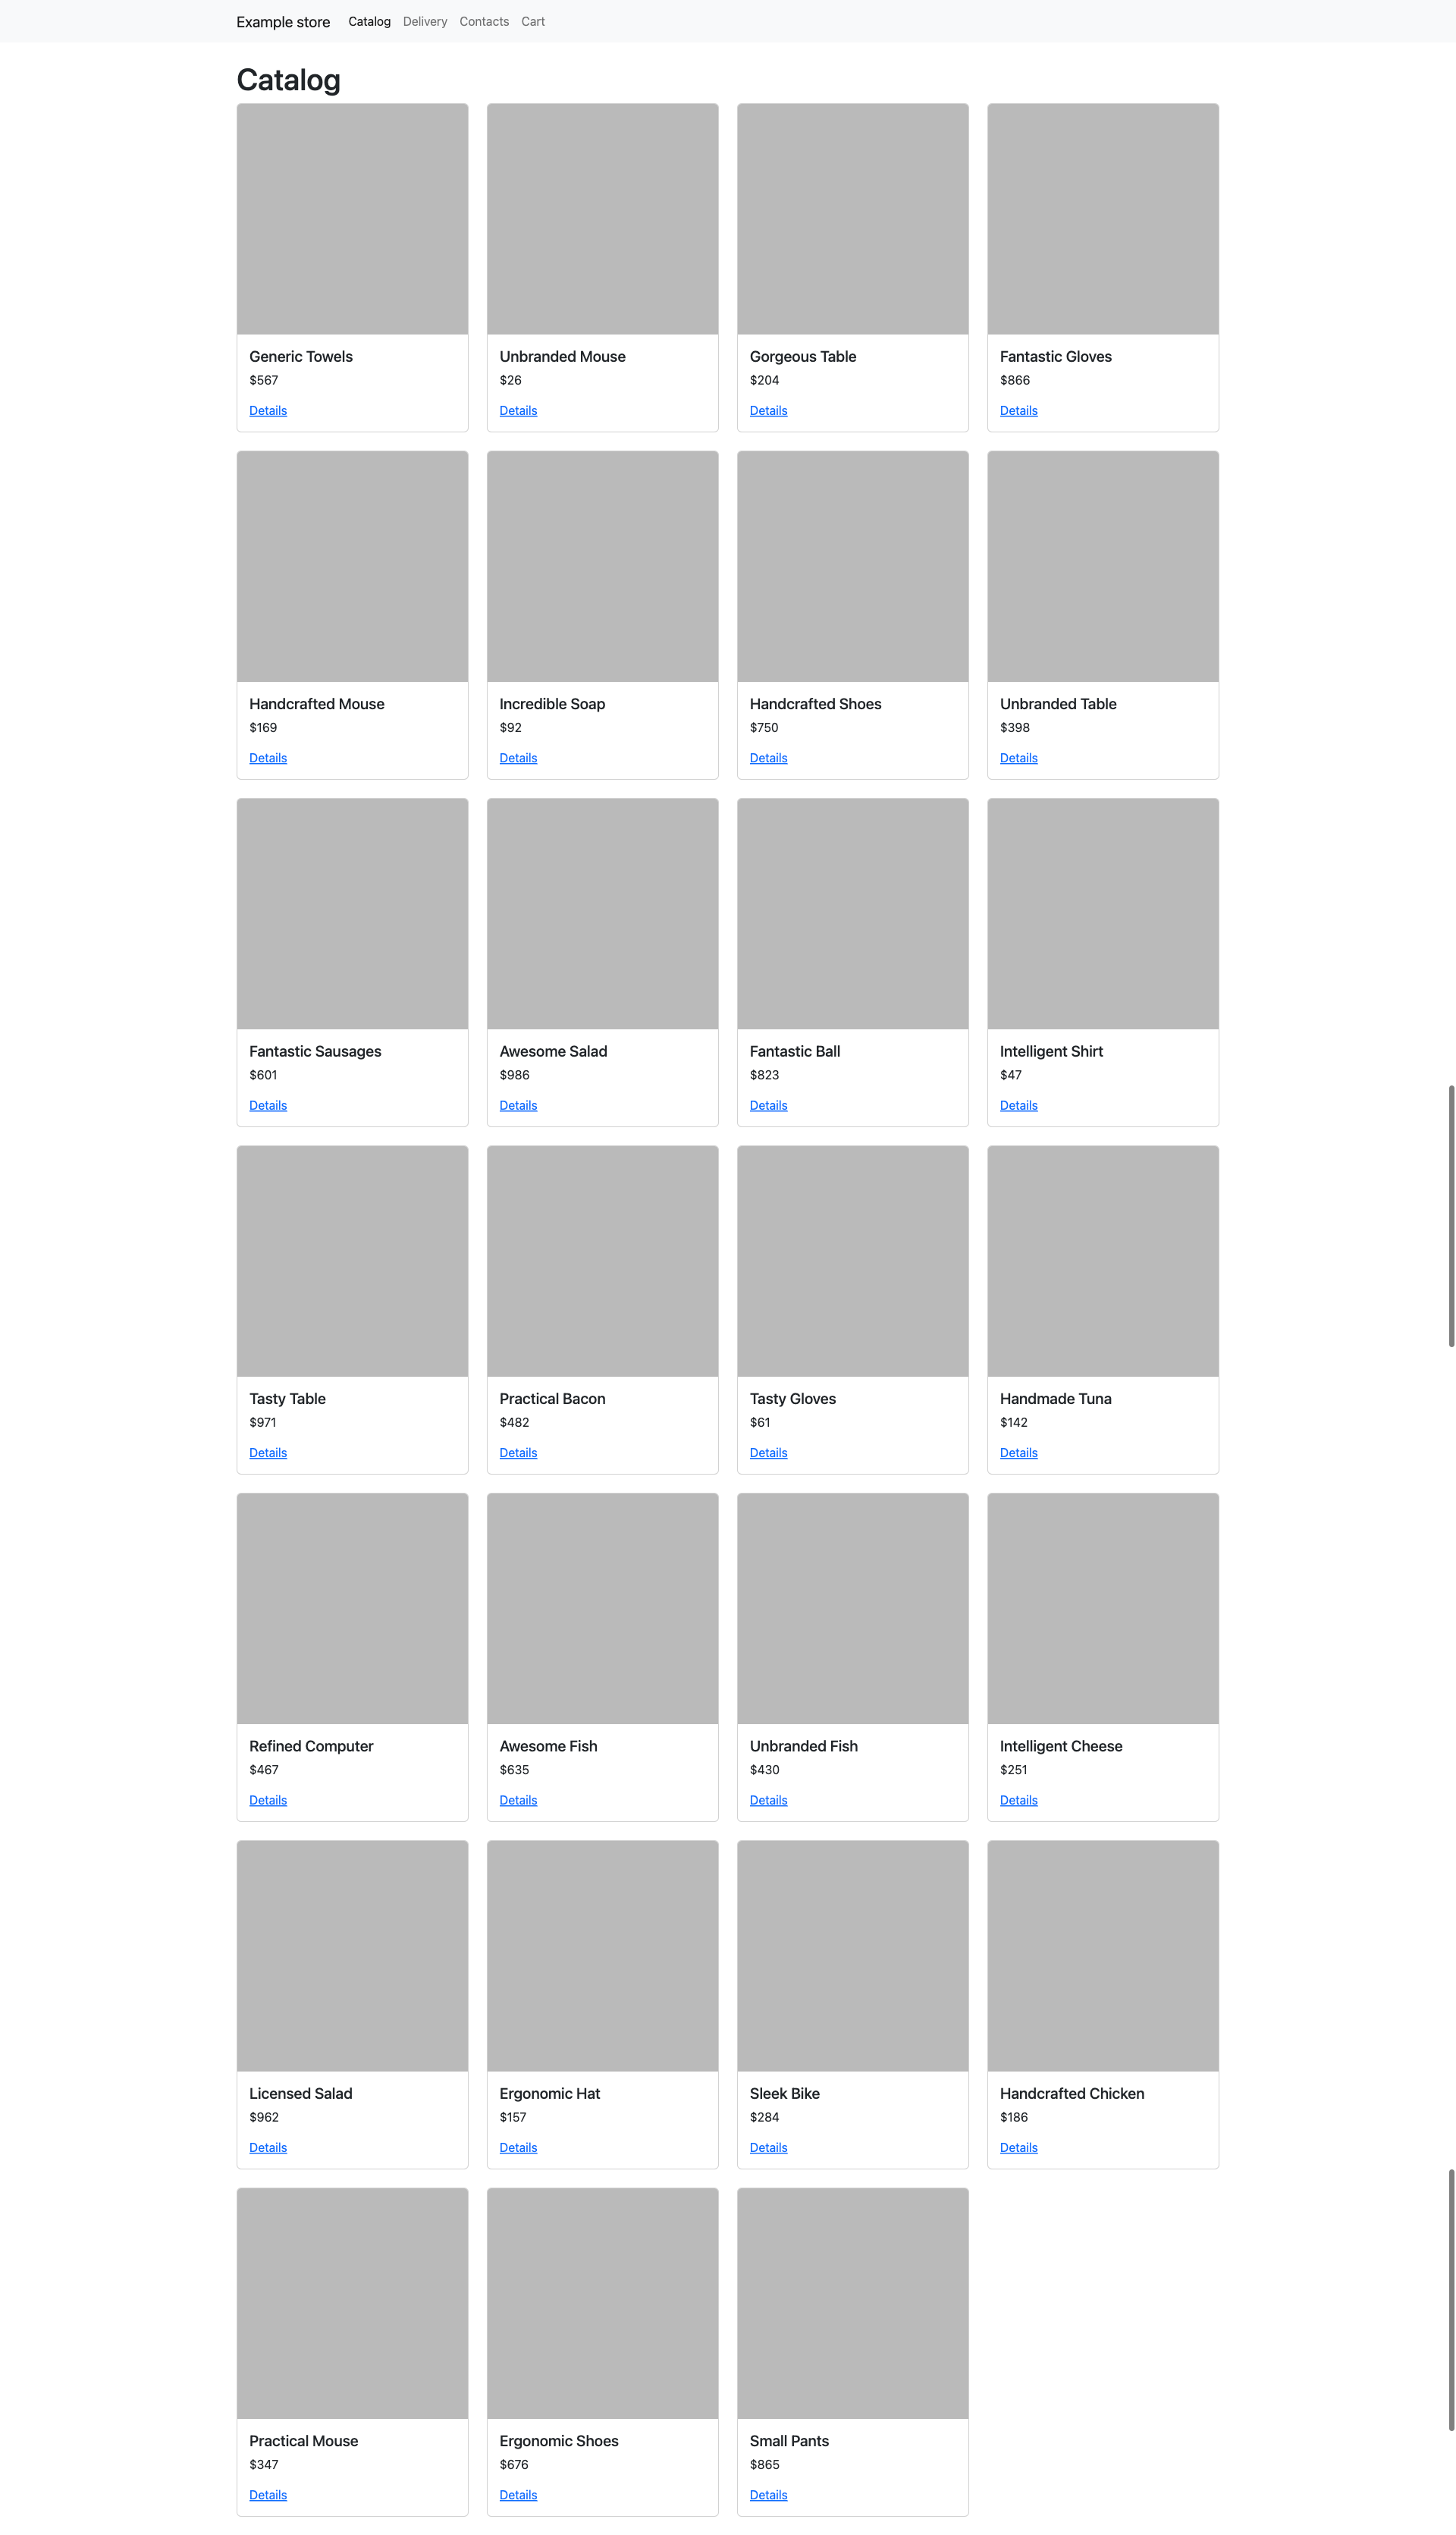 Example store Catalog Delivery Contacts Cart
Catalog
Generic Towels
$567
Details
Unbranded Mouse
$26
Details
Gorgeous Table
$204
Details
Fantastic Gloves
$866
Details
Handcrafted Mouse
$169
Details
Incredible Soap
$92
Details
Handcrafted Shoes
$750
Details
Unbranded Table
$398
Details
Fantastic Sausages
$601
Details
Awesome Salad
$986
Details
Fantastic Ball
$823
Details
Intelligent Shirt
$47
Details
Tasty Table
$971
Details
Practical Bacon
$482
Details
Tasty Gloves
$61
Details
Handmade Tuna
$142
Details
Refined Computer
$467
Details
Awesome Fish
$635
Details
Unbranded Fish
$430
Details
Intelligent Cheese
$251
Details
Licensed Salad
$962
Details
Ergonomic Hat
$157
Details
Sleek Bike
$284
Details
Handcrafted Chicken
$186
Details
Practical Mouse
$347
Details
Ergonomic Shoes
$676
Details
Small Pants
$865
Details